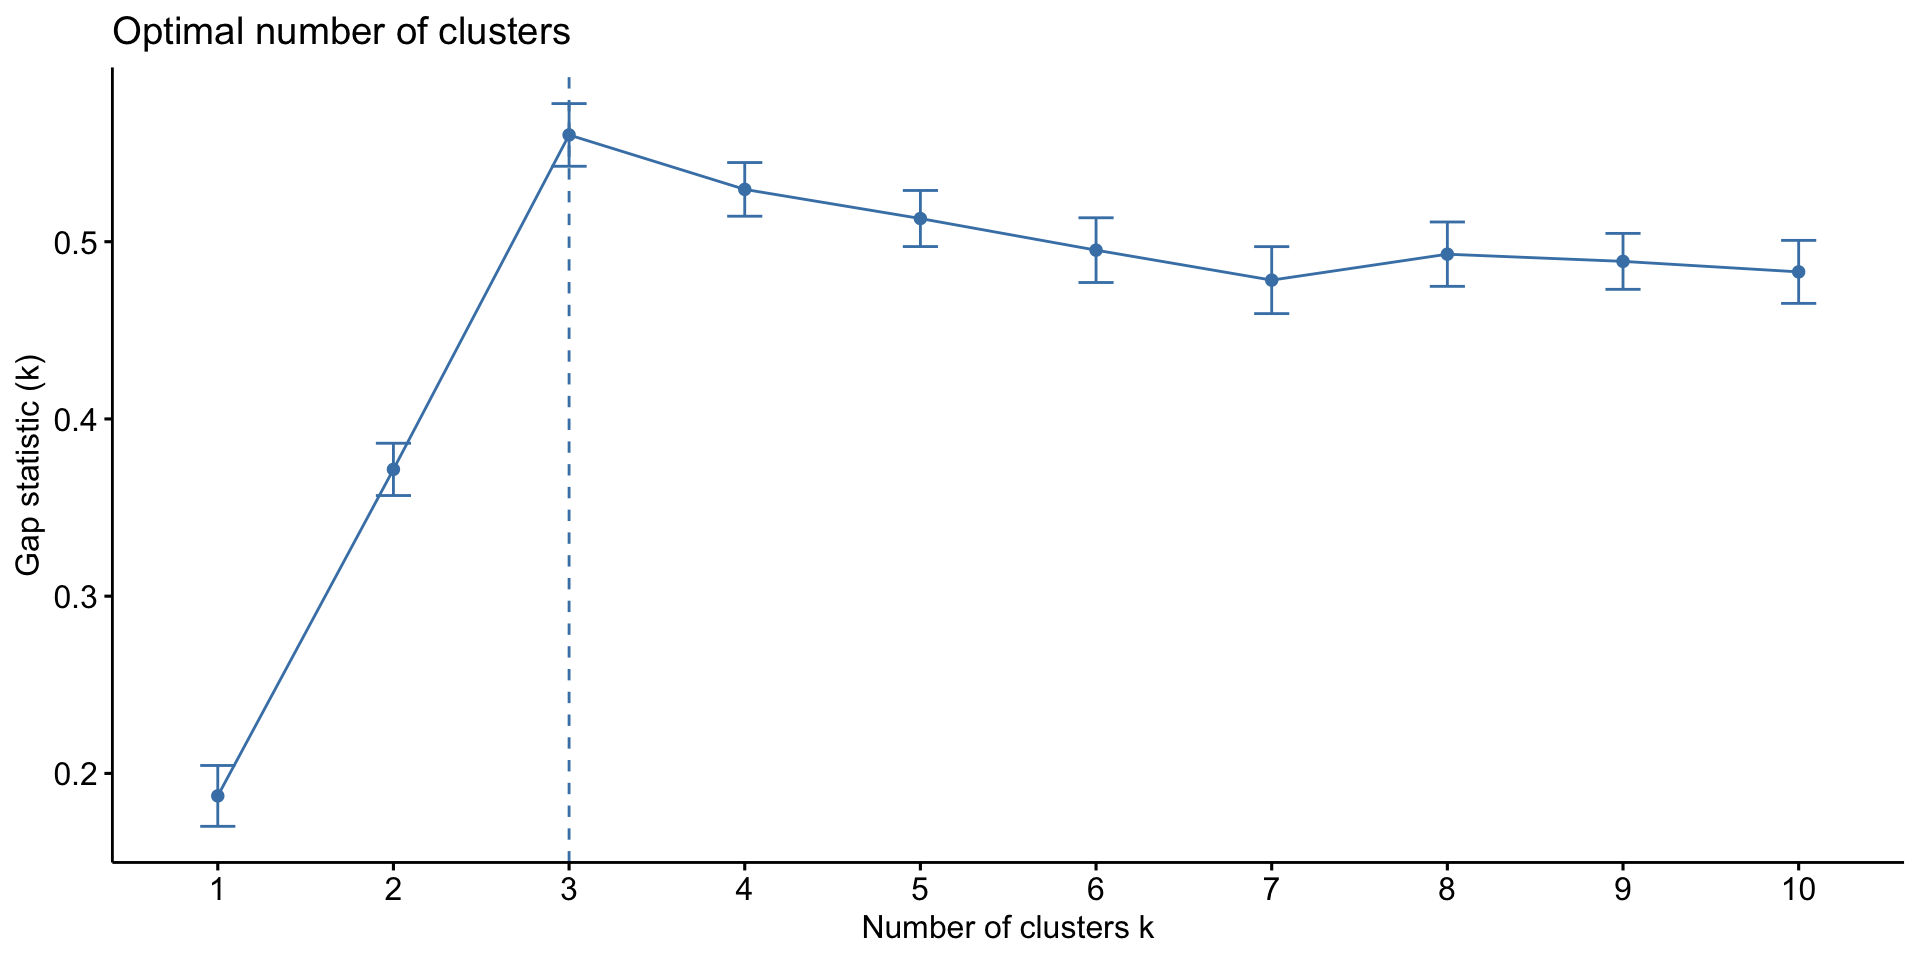 Optimal number of clusters
Gap statistic (k)
0.5
0.4
0.3
0.2
1 2 3 4 5 6 7 8 9 10
Number of clusters k